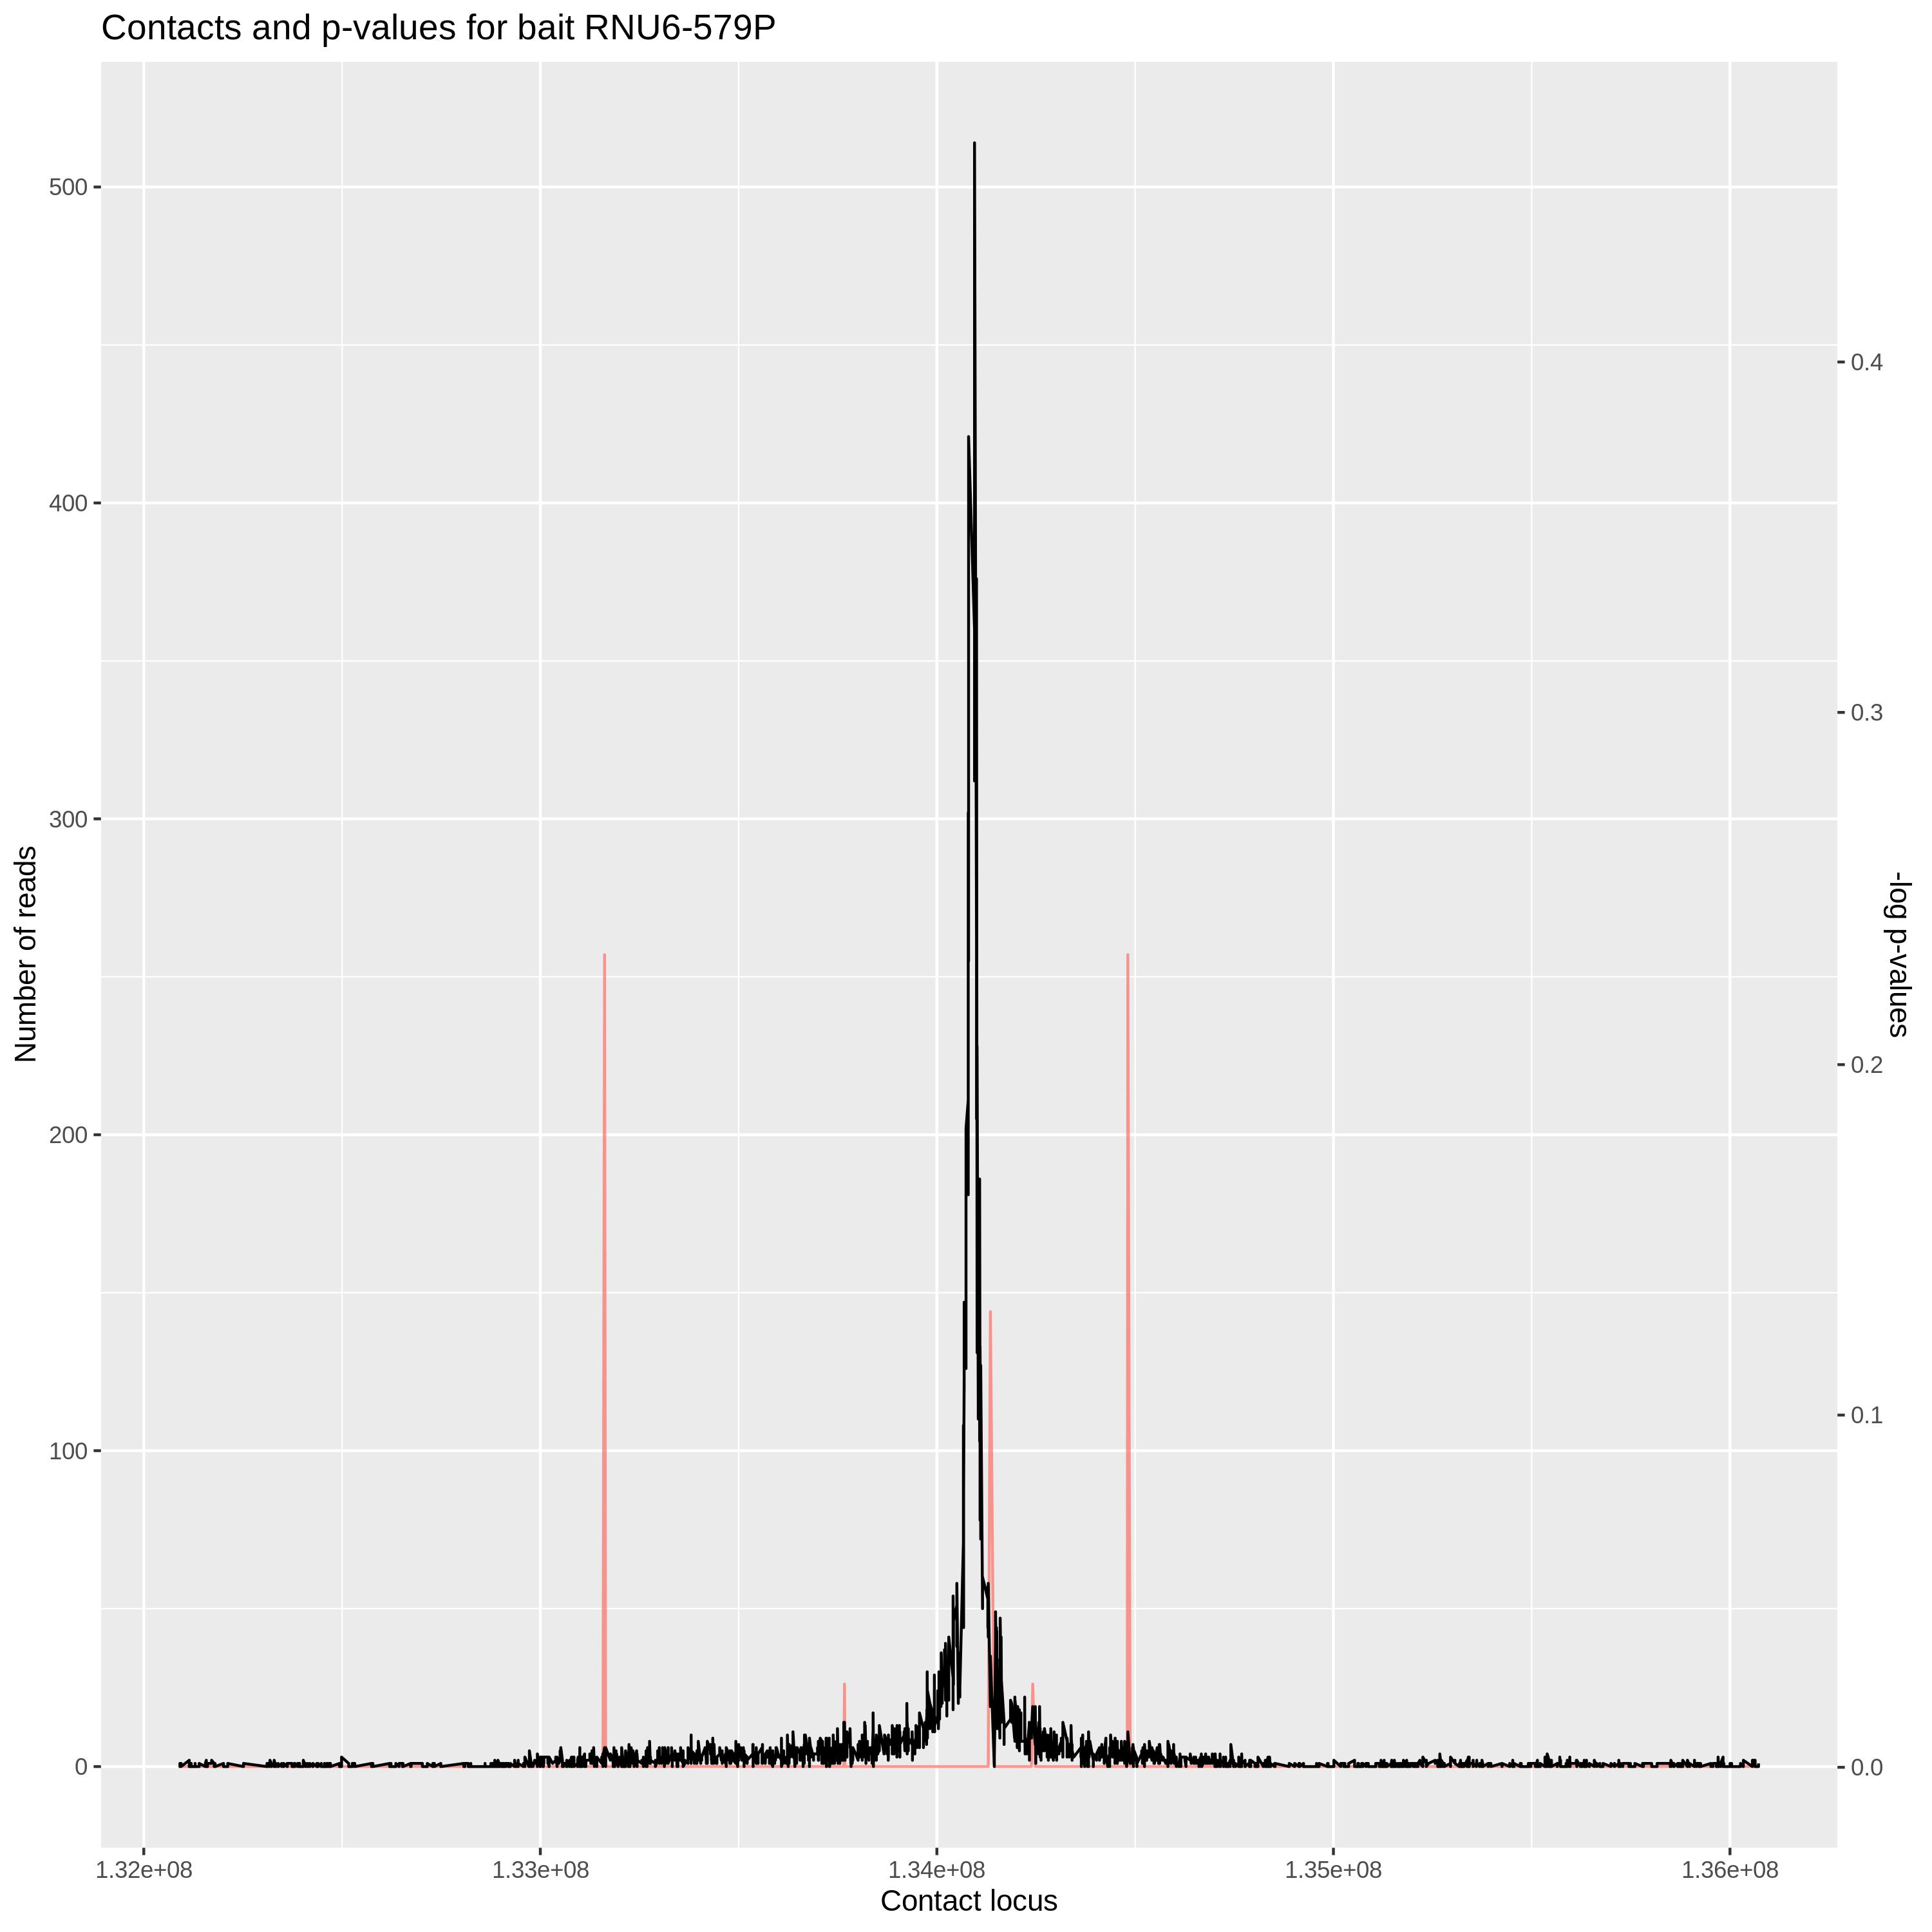 Contacts and p-values for bait RNU6-579P
500
400
300
200
100
0
Number of reads
0.4
0.3
0.2
0.1
0.0
-log p-values
1.32e+08
1.33e+08
1.34e+08
1.35e+08
1.36e+08
Contact locus